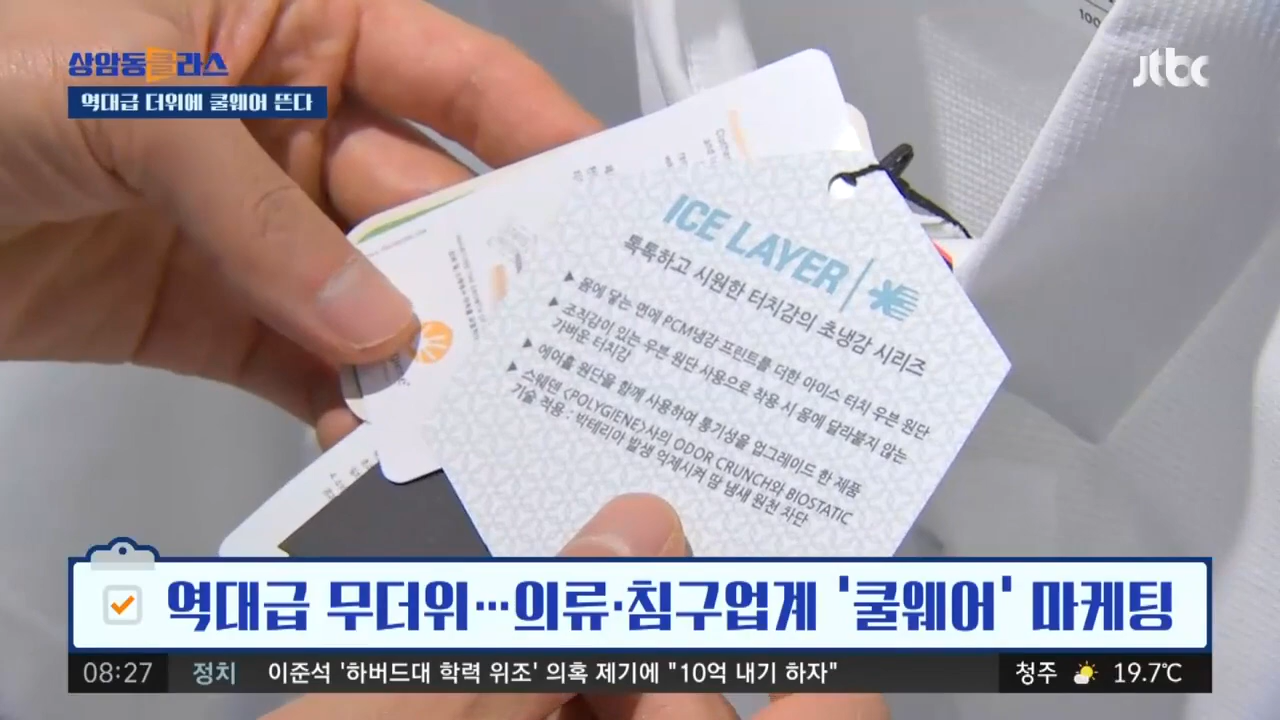 상암동클라스
역대급 더위에 쿨웨어 뜬다
jtbc
100
ICE LAYER
톡톡하고 시원한 터치감의 초냉감 시리즈
▶ 몸에 닿는 면에 PCM냉감 프린트를 더한 아이스 터치 우븐 원단
▶ 조직감이 있는 우븐 원단 사용으로 착용 시 몸에 달라붙지 않는
가벼운 터치감
▶ 에어홀 원단을 함께 사용하여 통기성을 업그레이드 한 제품
▶ 스웨덴 <POLYGIENE>사의 ODOR CRUNCH와 BIOSTATIC
기술 적용 : 박테리아 발생 억제시켜 땀 냄새 원천 차단
역대급 무더위…의류·침구업계 '쿨웨어' 마케팅
08:27 정치 이준석 '하버드대 학력 위조' 의혹 제기에 "10억 내기 하자" 청주 19.7℃